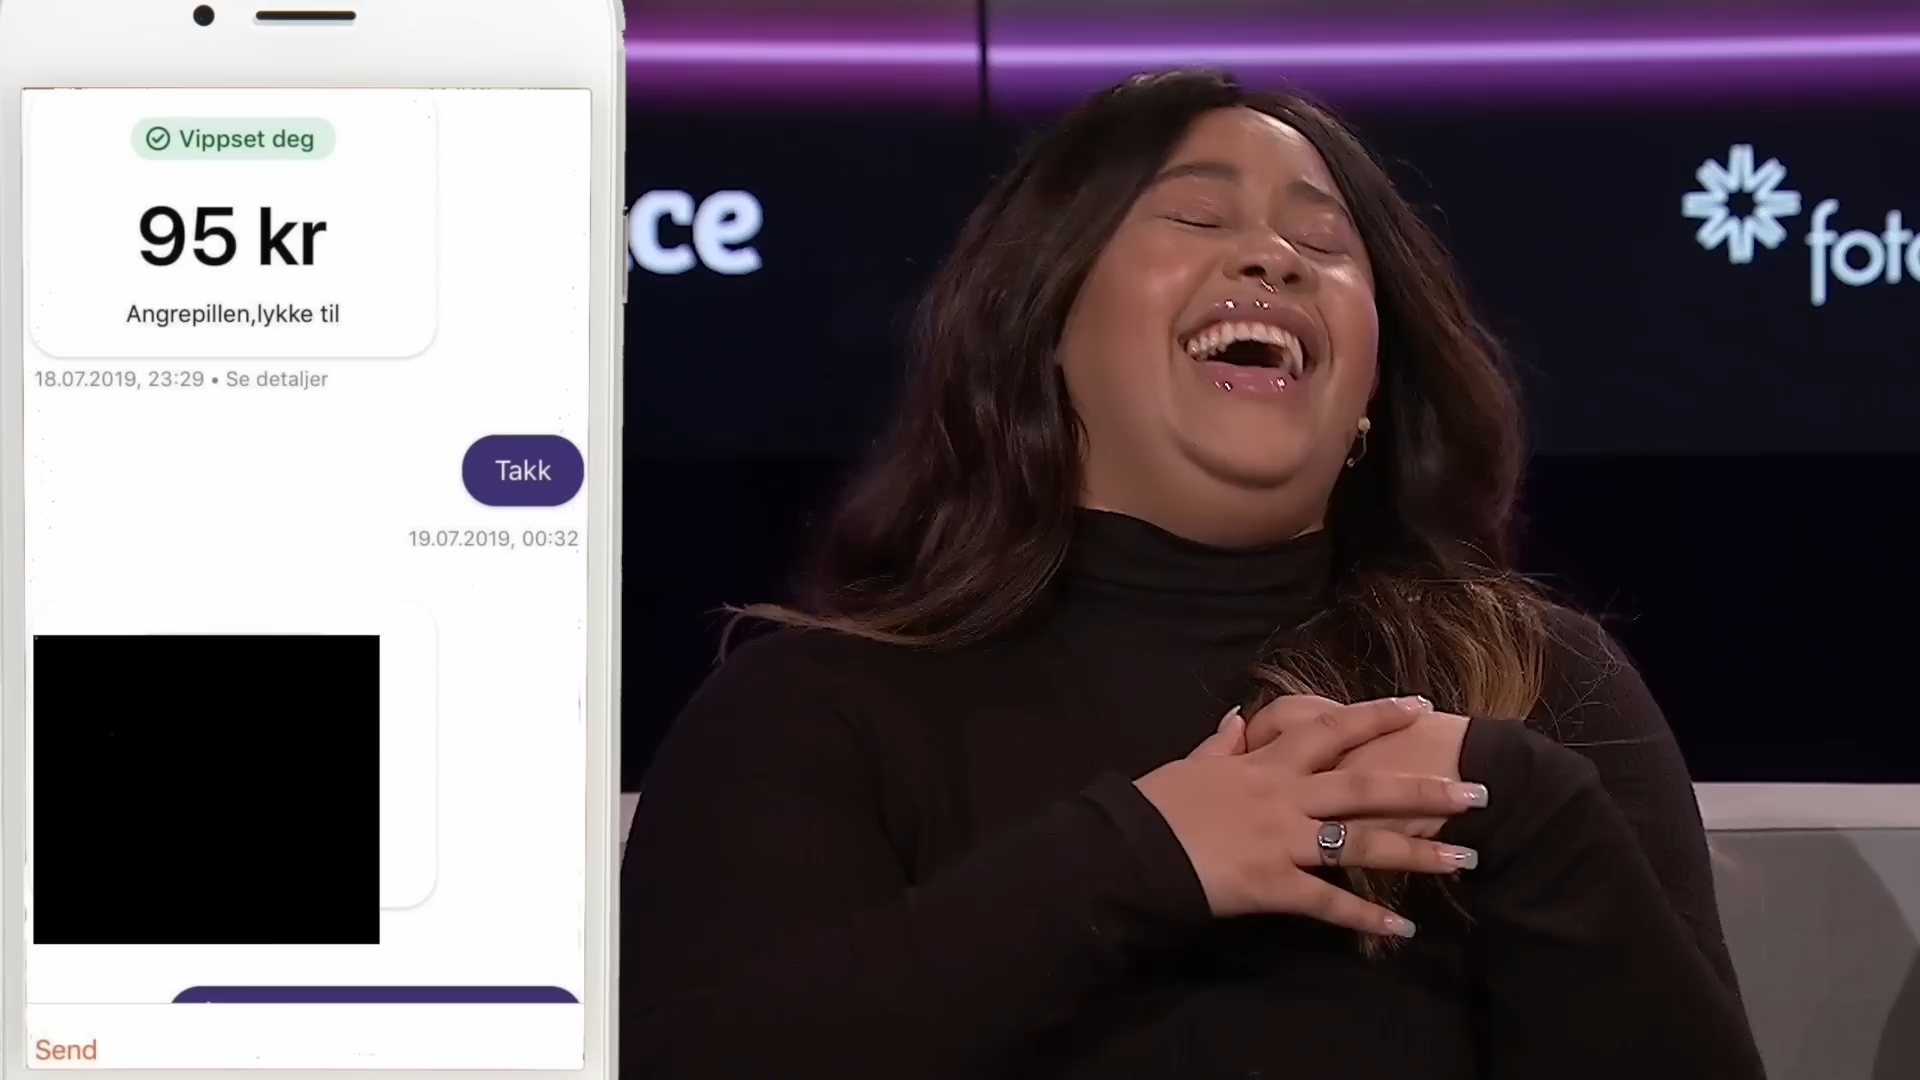 Vippset deg
95 kr
Angrepillen,lykke til
18.07.2019, 23:29 • Se detaljer
Takk
19.07.2019, 00:32
Send
ce
foto